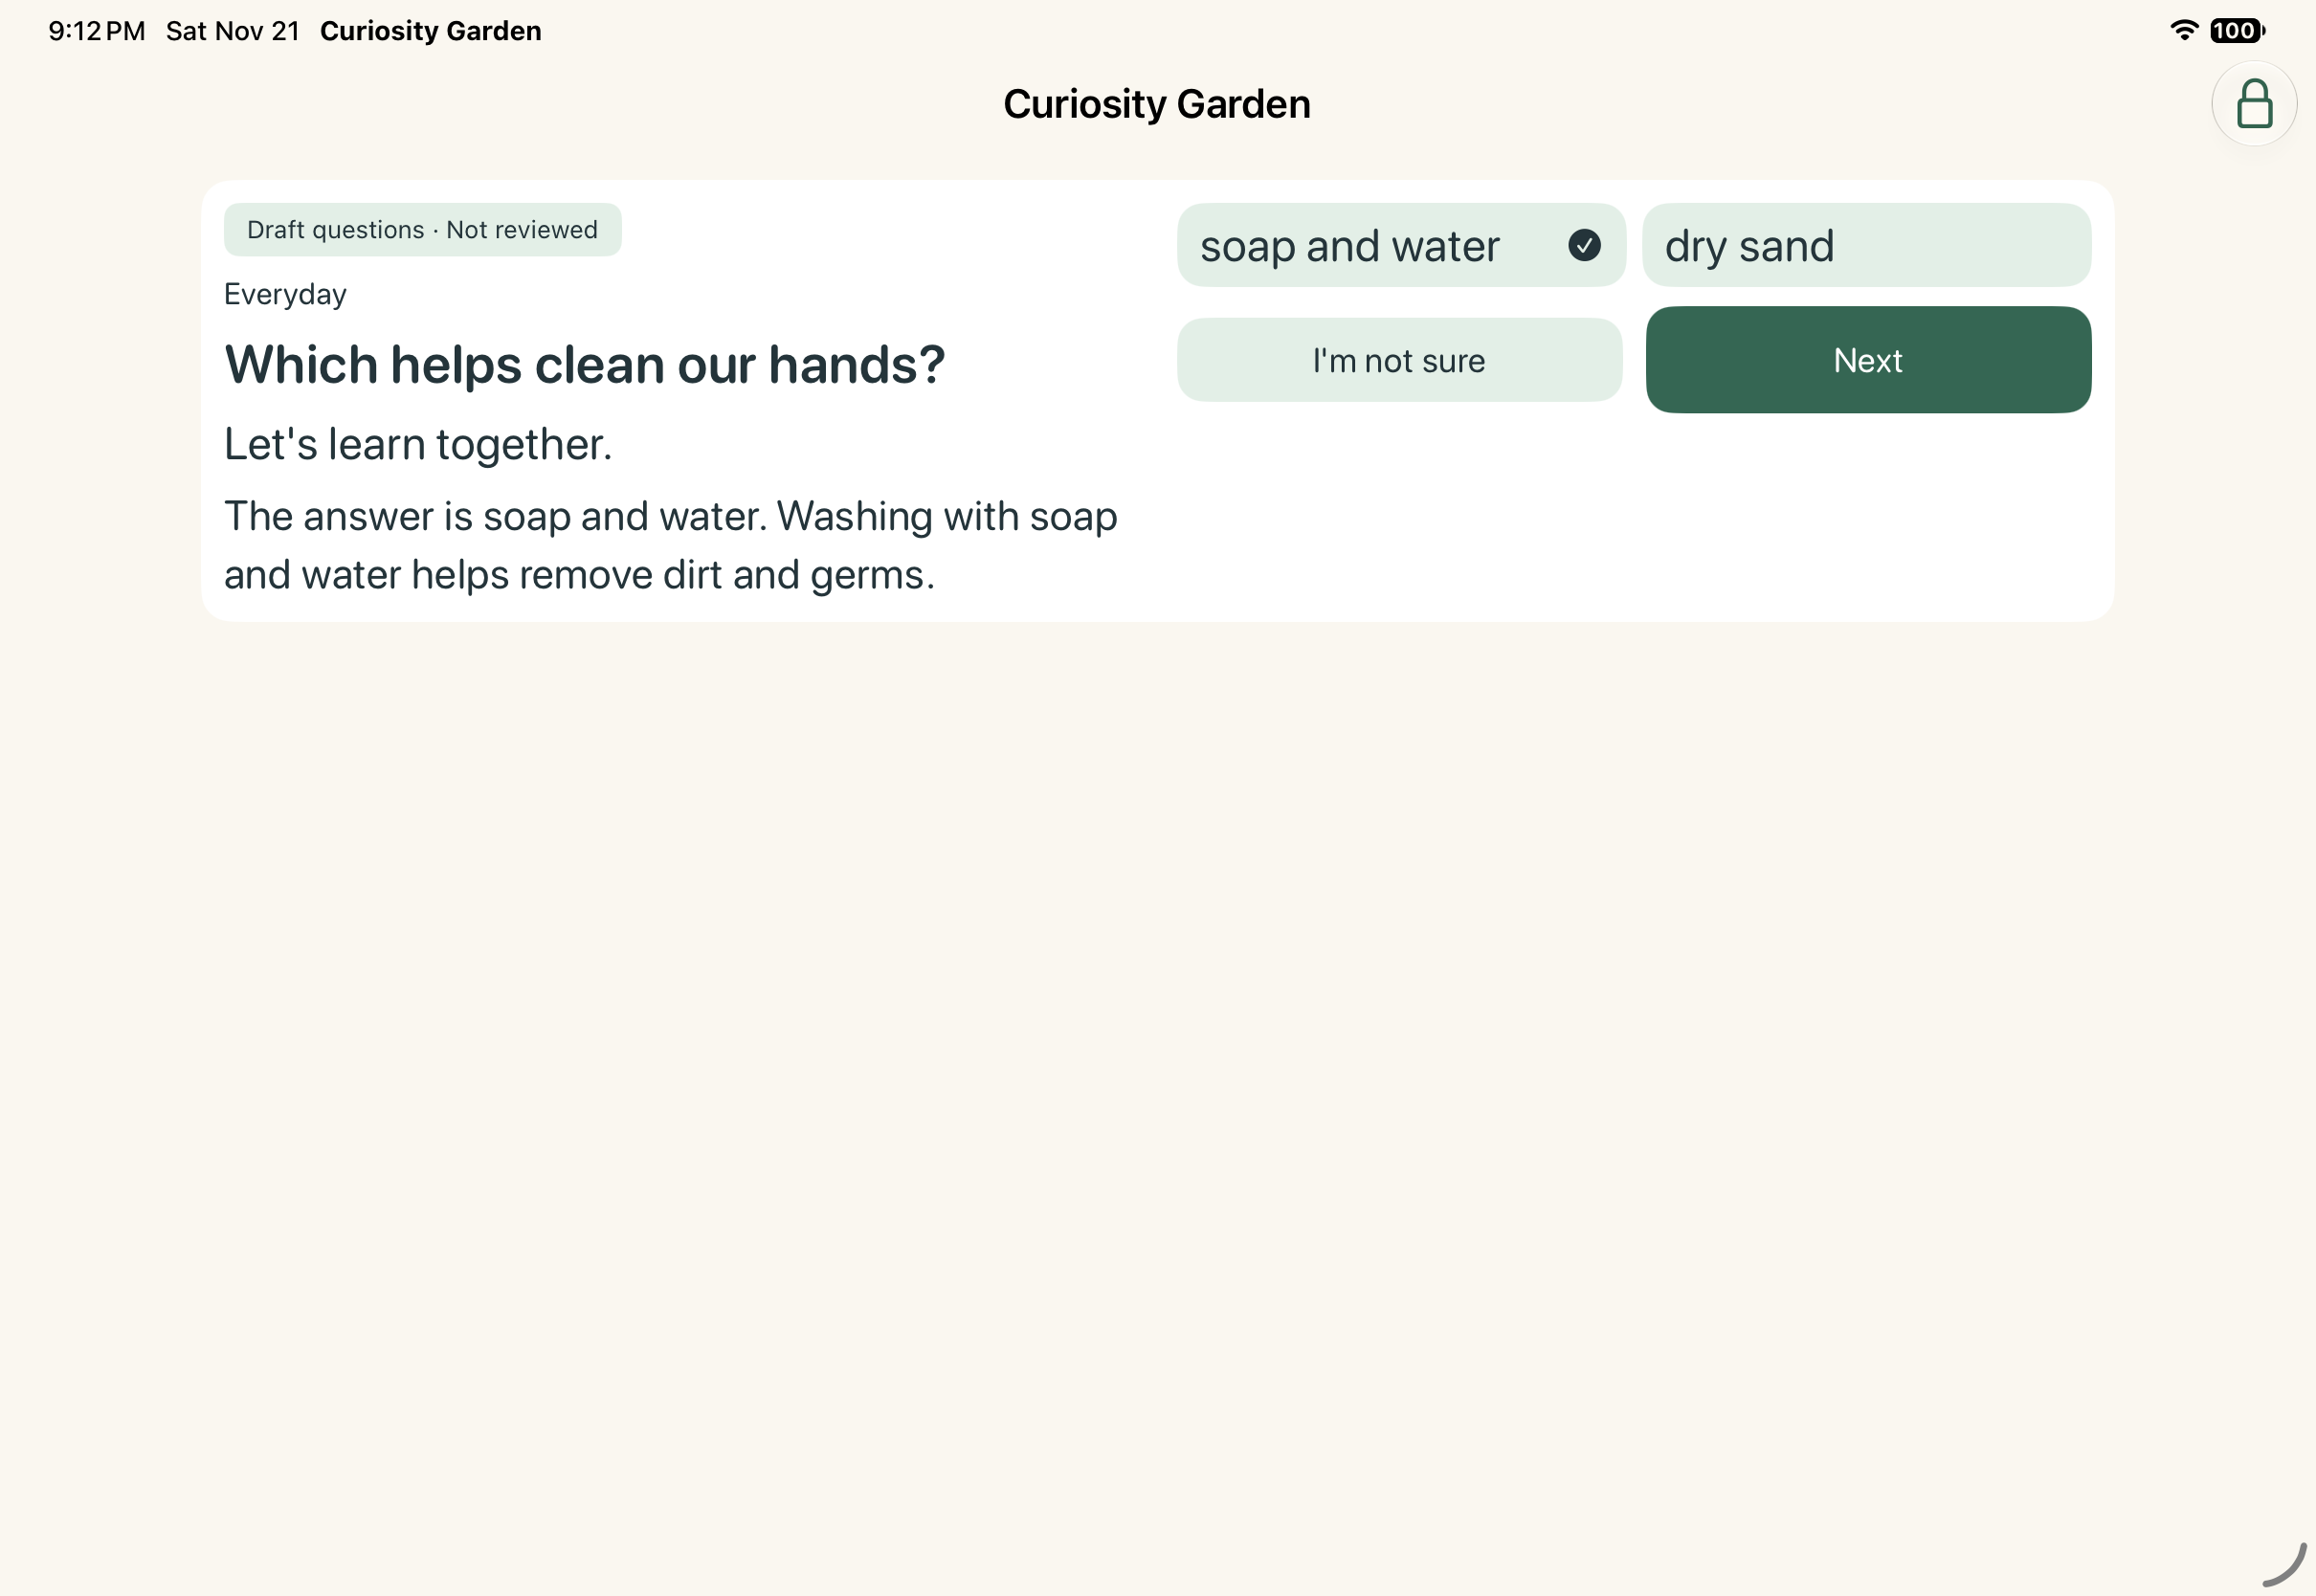 9:12 PM Sat Nov 21 Curiosity Garden
100
Curiosity Garden
Draft questions · Not reviewed
Everyday
Which helps clean our hands?
Let's learn together.
The answer is soap and water. Washing with soap
and water helps remove dirt and germs.
soap and water
dry sand
I'm not sure
Next